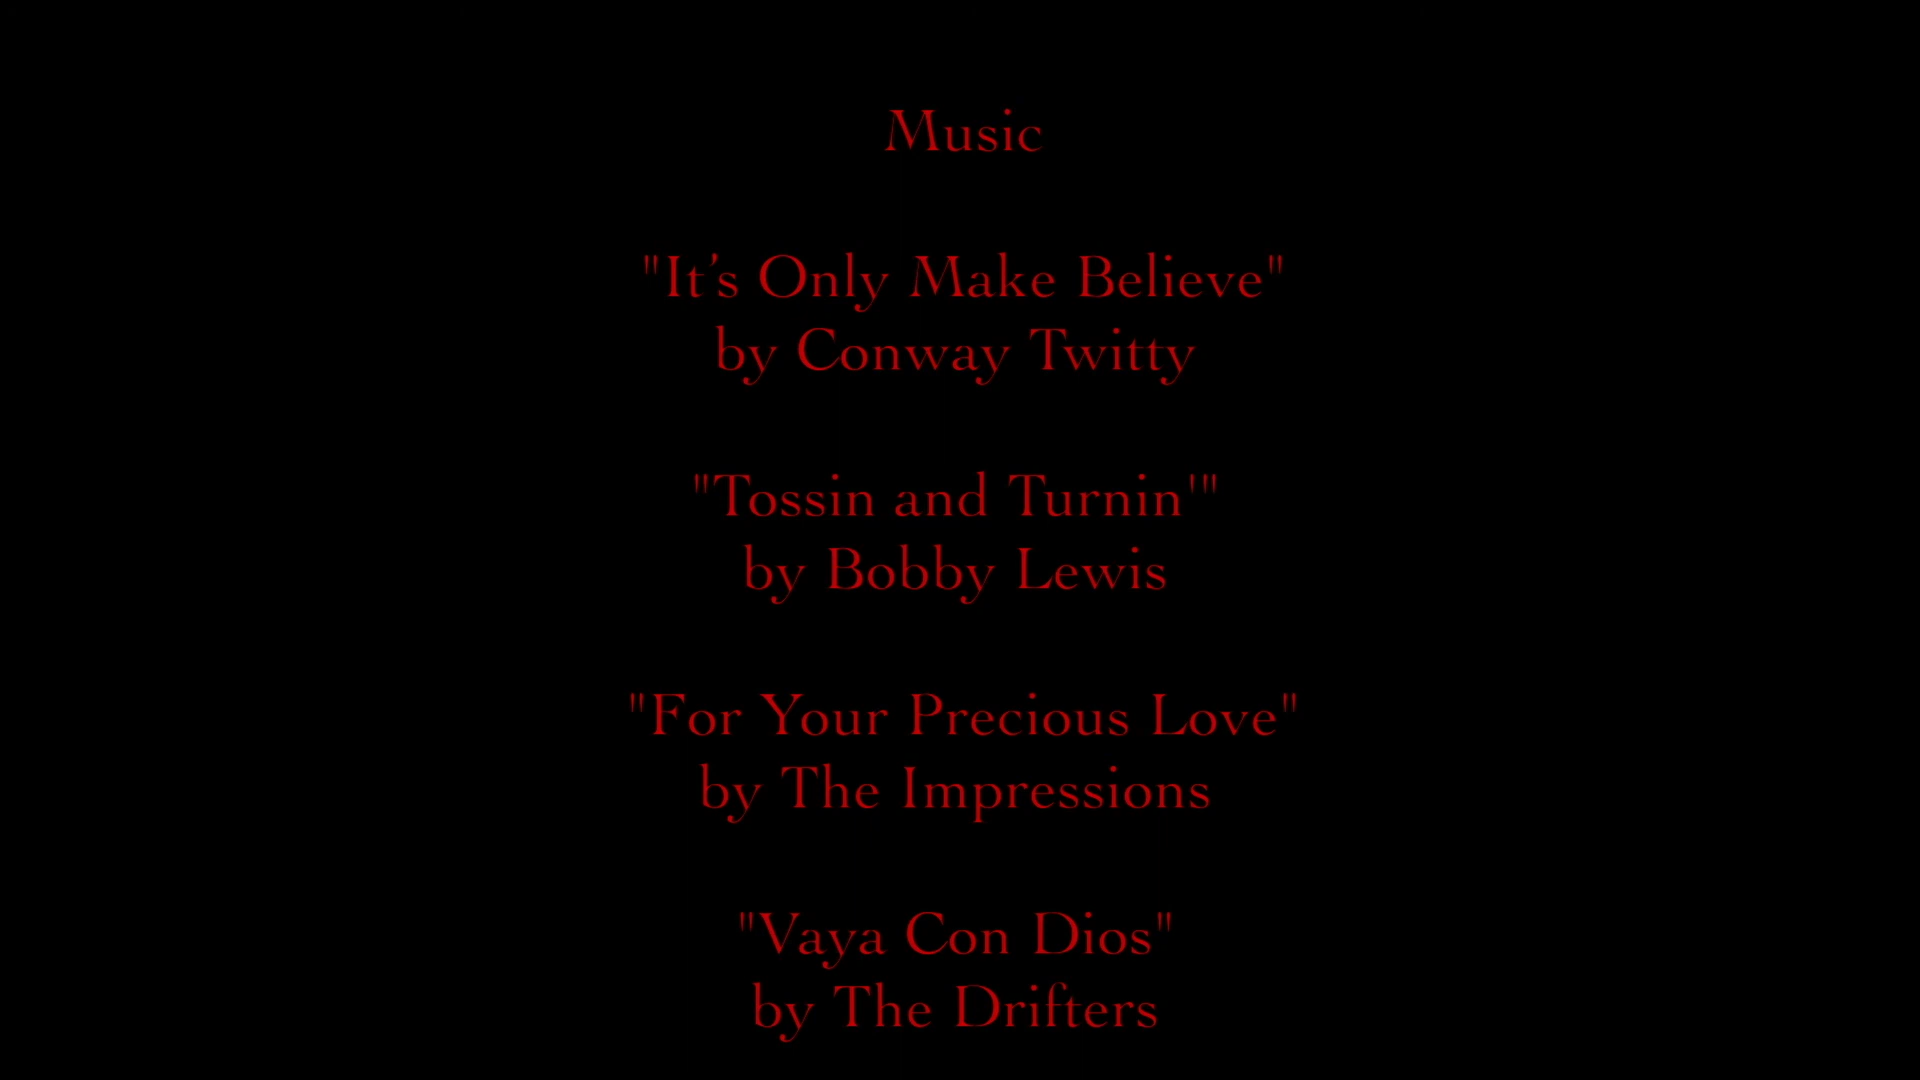 Music
"It’s Only Make Believe"
by Conway Twitty
"Tossin and Turnin'"
by Bobby Lewis
"For Your Precious Love"
by The Impressions
"Vaya Con Dios"
by The Drifters